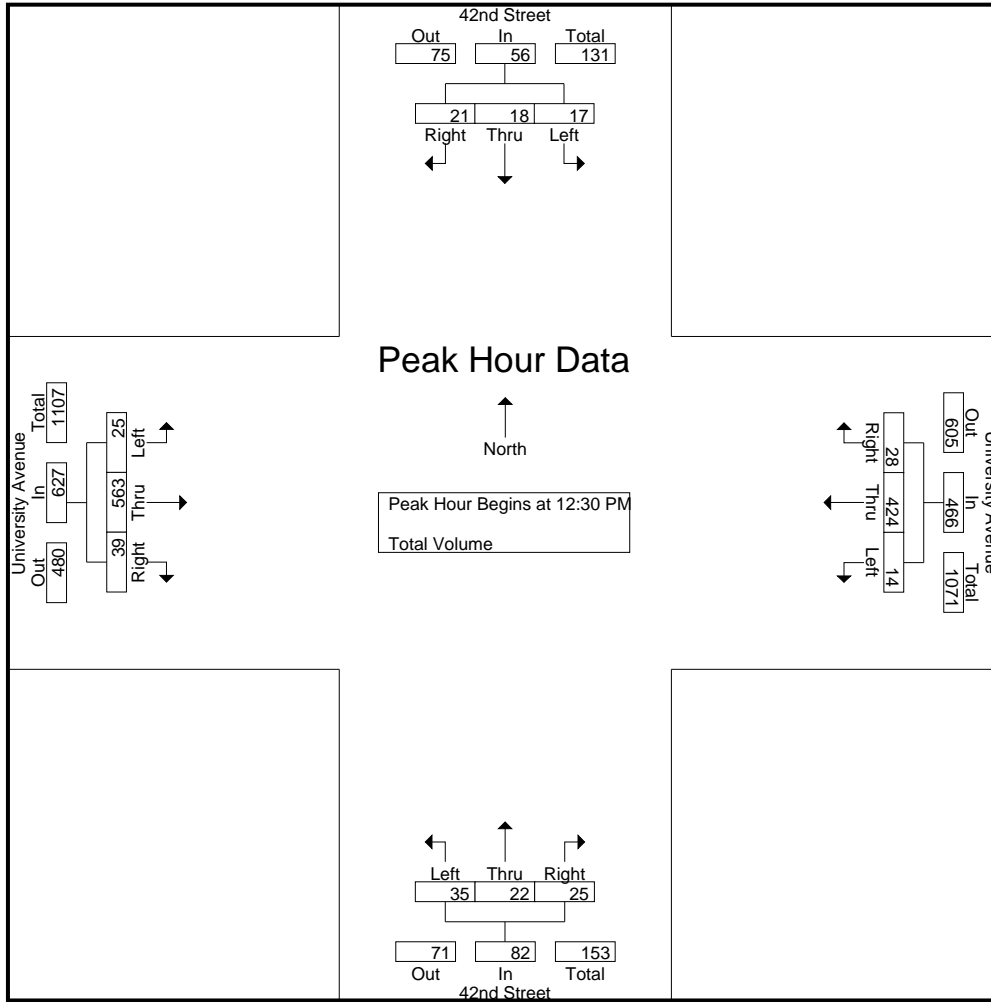 42nd Street
Out In Total
75 56 131
21 18 17
Right Thru Left
Peak Hour Data
North
Peak Hour Begins at 12:30 PM
Total Volume
University Avenue
Out In Total
480 627 1107
39 563 25
Right Thru Left
University Avenue
Out In Total
605 466 1071
28 424 14
Right Thru Left
Left Thru Right
35 22 25
71 82 153
Out In Total
42nd Street